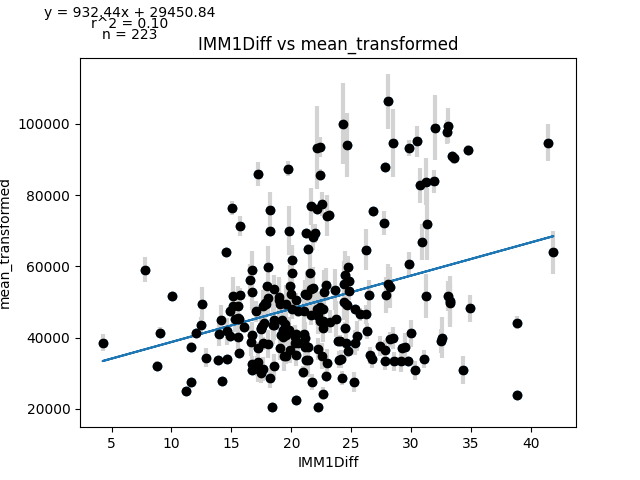 y = 932.44x + 29450.84
r^2 = 0.10
n = 223
IMM1Diff vs mean_transformed
100000
80000
60000
40000
20000
mean_transformed
5 10 15 20 25 30 35 40
IMM1Diff